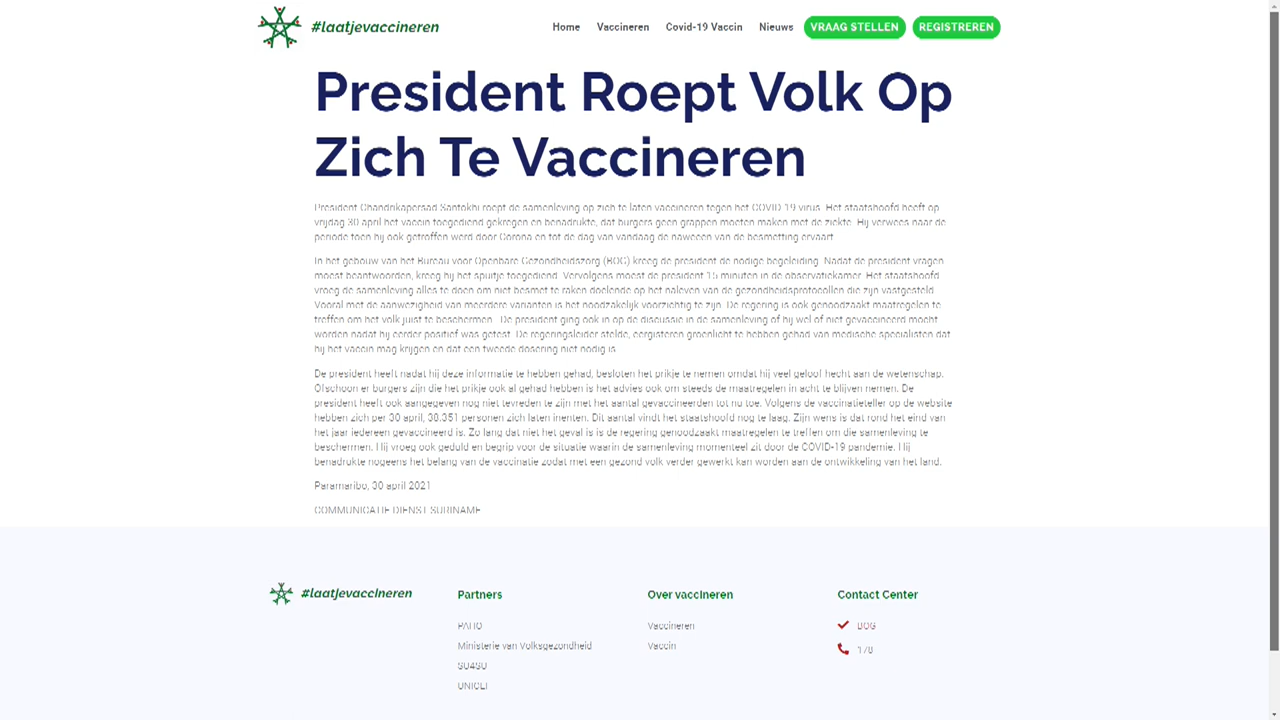 #laatjevaccineren
Home Vaccineren Covid-19 Vaccin Nieuws VRAAG STELLEN REGISTREREN
President Roept Volk Op
Zich Te Vaccineren
President Chandrikapersad Santokhi roept de samenleving op zich te laten vaccineren tegen het COVID-19 virus. Het staatshoofd heeft op
vrijdag 30 april het vaccin toegediend gekregen en benadrukte, dat burgers geen grappen moeten maken met de ziekte. Hij verwees naar de
periode toen hij ook getroffen werd door Corona en tot de dag van vandaag de naweeën van de besmetting ervaart.
In het gebouw van het Bureau voor Openbare Gezondheidszorg (BOG) kreeg de president de nodige begeleiding. Nadat de president vragen
moest beantwoorden, kreeg hij het spuitje toegediend. Vervolgens moest de president 15 minuten in de observatiekamer. Het staatshoofd
vroeg de samenleving alles te doen om niet besmet te raken doelende op het naleven van de gezondheidsprotocollen die zijn vastgesteld.
Vooral met de aanwezigheid van meerdere varianten is het noodzakelijk voorzichtig te zijn. De regering is ook genoodzaakt maatregelen te
treffen om het volk juist te beschermen. De president ging ook in op de discussie in de samenleving of hij wel of niet gevaccineerd mocht
worden nadat hij eerder positief was getest. De regeringsleider stelde, eergisteren groenlicht te hebben gehad van medische specialisten dat
hij het vaccin mag krijgen en dat een tweede dosering niet nodig is.
De president heeft nadat hij deze informatie te hebben gehad, besloten het prikje te nemen omdat hij veel geloof hecht aan de wetenschap.
Ofschoon er burgers zijn die het prikje ook al gehad hebben is het advies ook om steeds de maatregelen in acht te blijven nemen. De
president heeft ook aangegeven nog niet tevreden te zijn met het aantal gevaccineerden tot nu toe. Volgens de vaccinatieteller op de website
hebben zich per 30 april, 38.351 personen zich laten inenten. Dit aantal vindt het staatshoofd nog te laag. Zijn wens is dat rond het eind van
het jaar iedereen gevaccineerd is. Zo lang dat niet het geval is is de regering genoodzaakt maatregelen te treffen om die samenleving te
beschermen. Hij vroeg ook geduld en begrip voor de situatie waarin de samenleving momenteel zit door de COVID-19 pandemie. Hij
benadrukte nogeens het belang van de vaccinatie zodat met een gezond volk verder gewerkt kan worden aan de ontwikkeling van het land.
Paramaribo, 30 april 2021
COMMUNICATIE DIENST SURINAME
#laatjevaccineren
Partners
PAHO
Ministerie van Volksgezondheid
SU4SU
UNICEF
Over vaccineren
Vaccineren
Vaccin
Contact Center
BOG
178